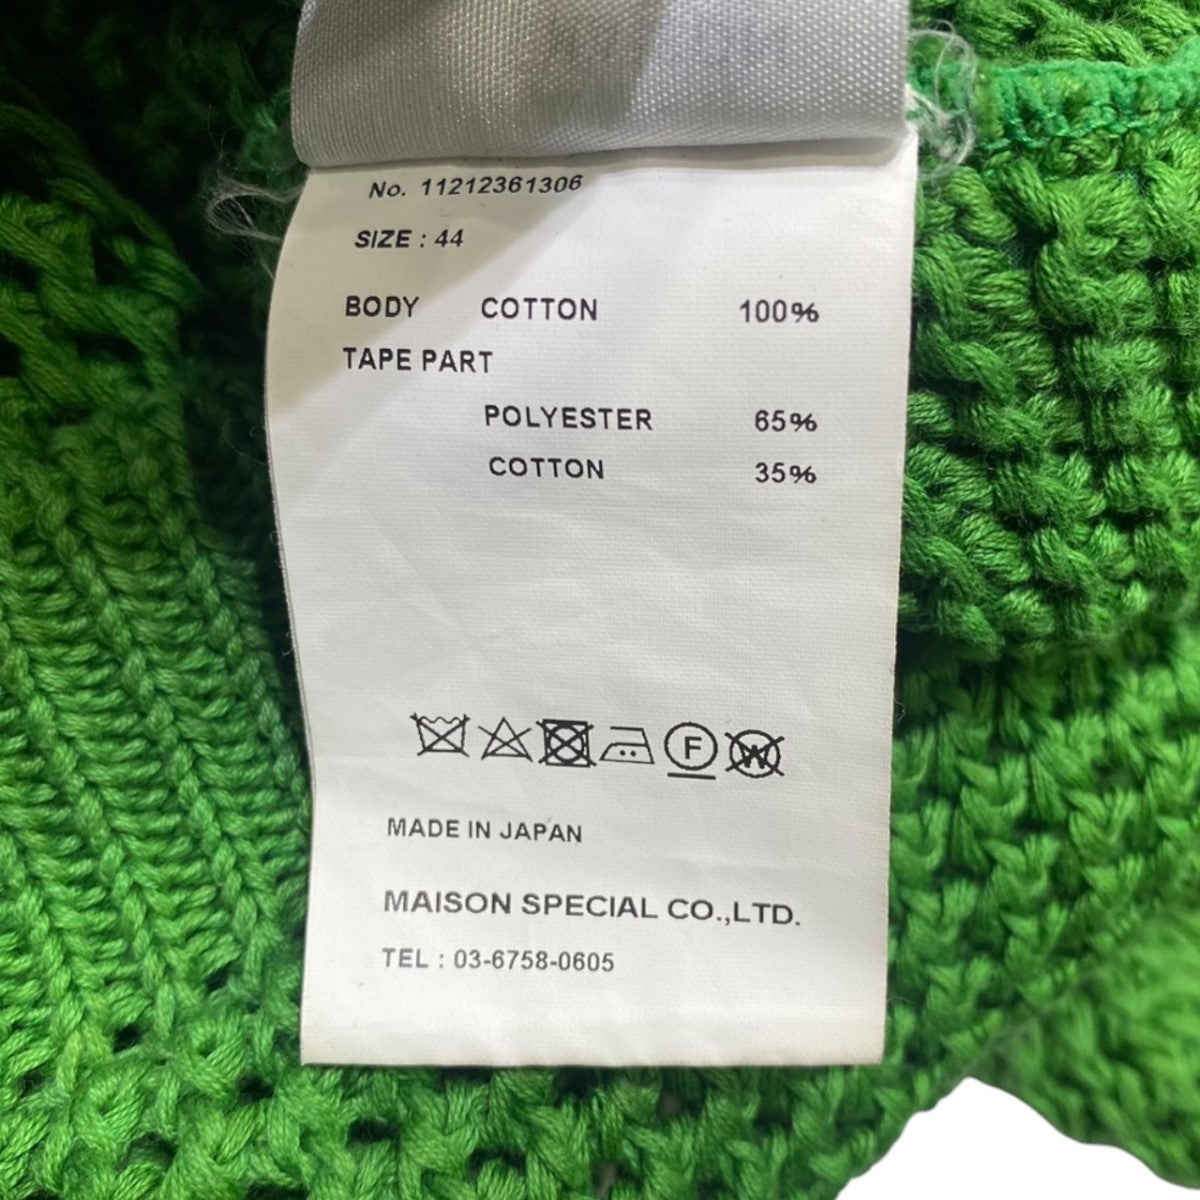 No. 11212361306
SIZE : 44
BODY COTTON 100%
TAPE PART
POLYESTER 65%
COTTON 35%
F W
MADE IN JAPAN
MAISON SPECIAL CO.,LTD.
TEL : 03-6758-0605